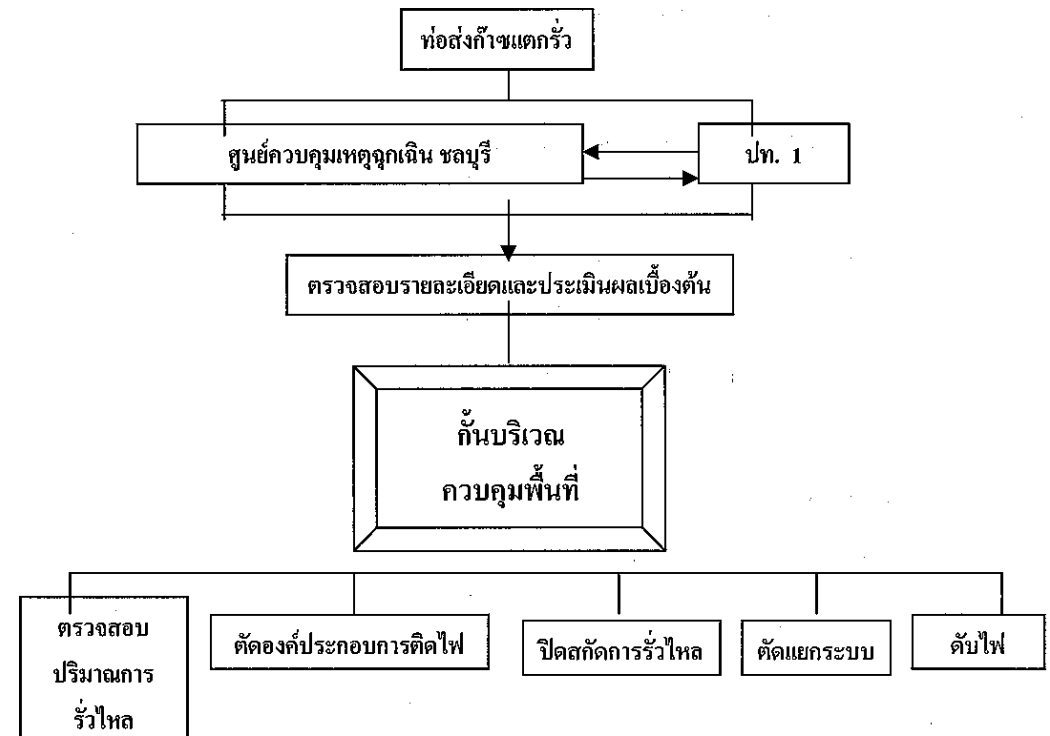 ท่อส่งก๊าซแตกรั่ว
ศูนย์ควบคุมเหตุฉุกเฉิน ชลบุรี
ปท. 1
ตรวจสอบรายละเอียดและประเมินผลเบื้องต้น
กั้นบริเวณ
ควบคุมพื้นที่
ตรวจสอบ
ปริมาณการ
รั่วไหล
ตัดองค์ประกอบการติดไฟ
ปิดสกัดการรั่วไหล
ตัดแยกระบบ
ดับไฟ